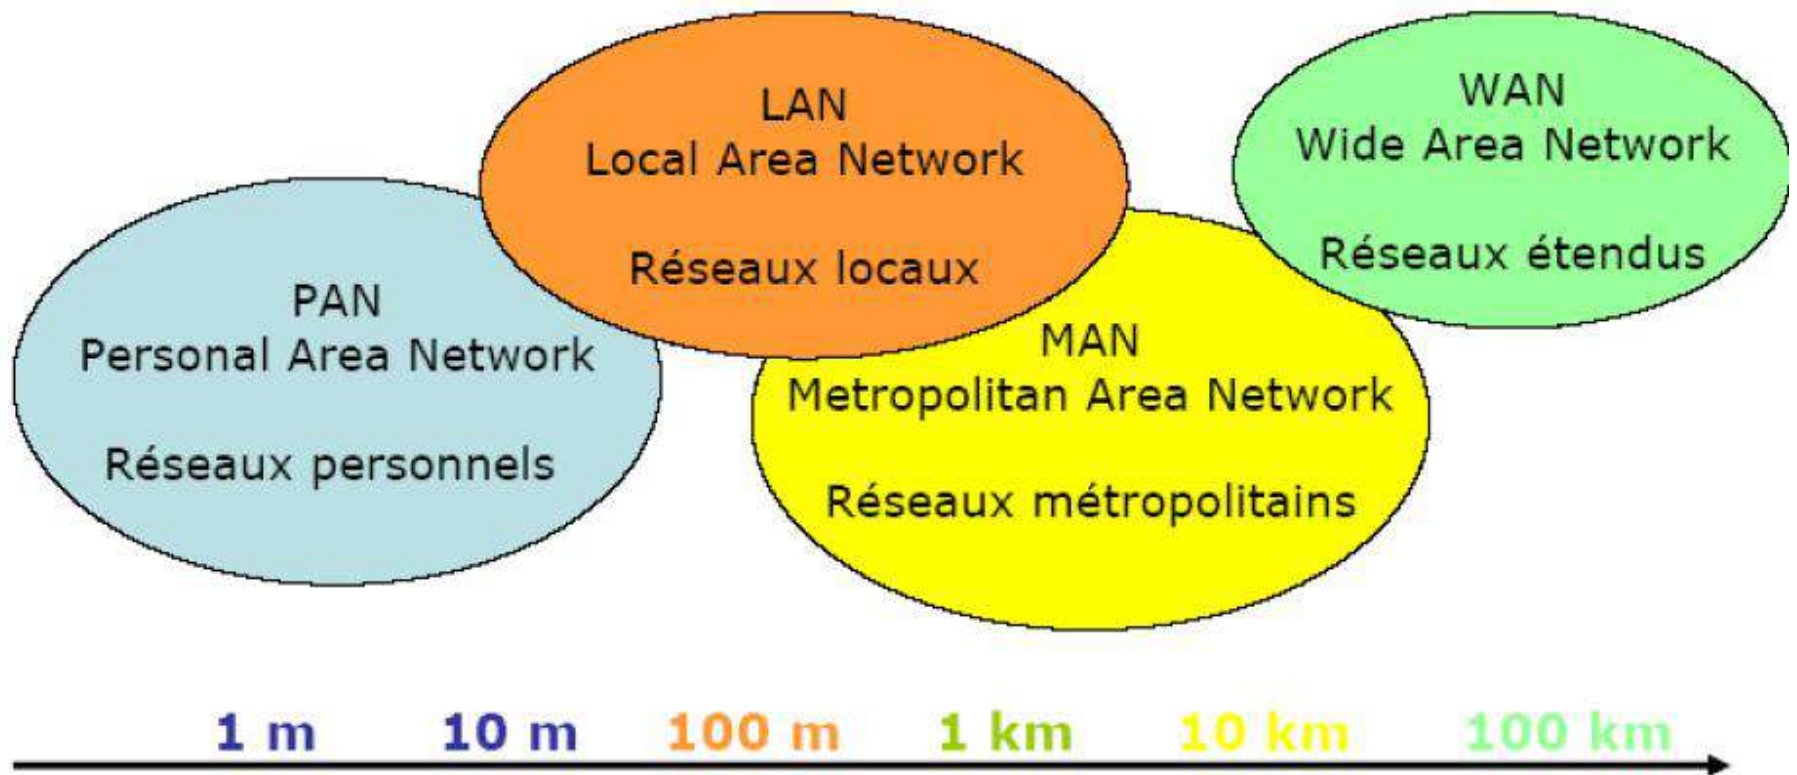 PAN
Personal Area Network
Réseaux personnels
LAN
Local Area Network
Réseaux locaux
MAN
Metropolitan Area Network
Réseaux métropolitains
WAN
Wide Area Network
Réseaux étendus
1 m 10 m 100 m 1 km 10 km 100 km